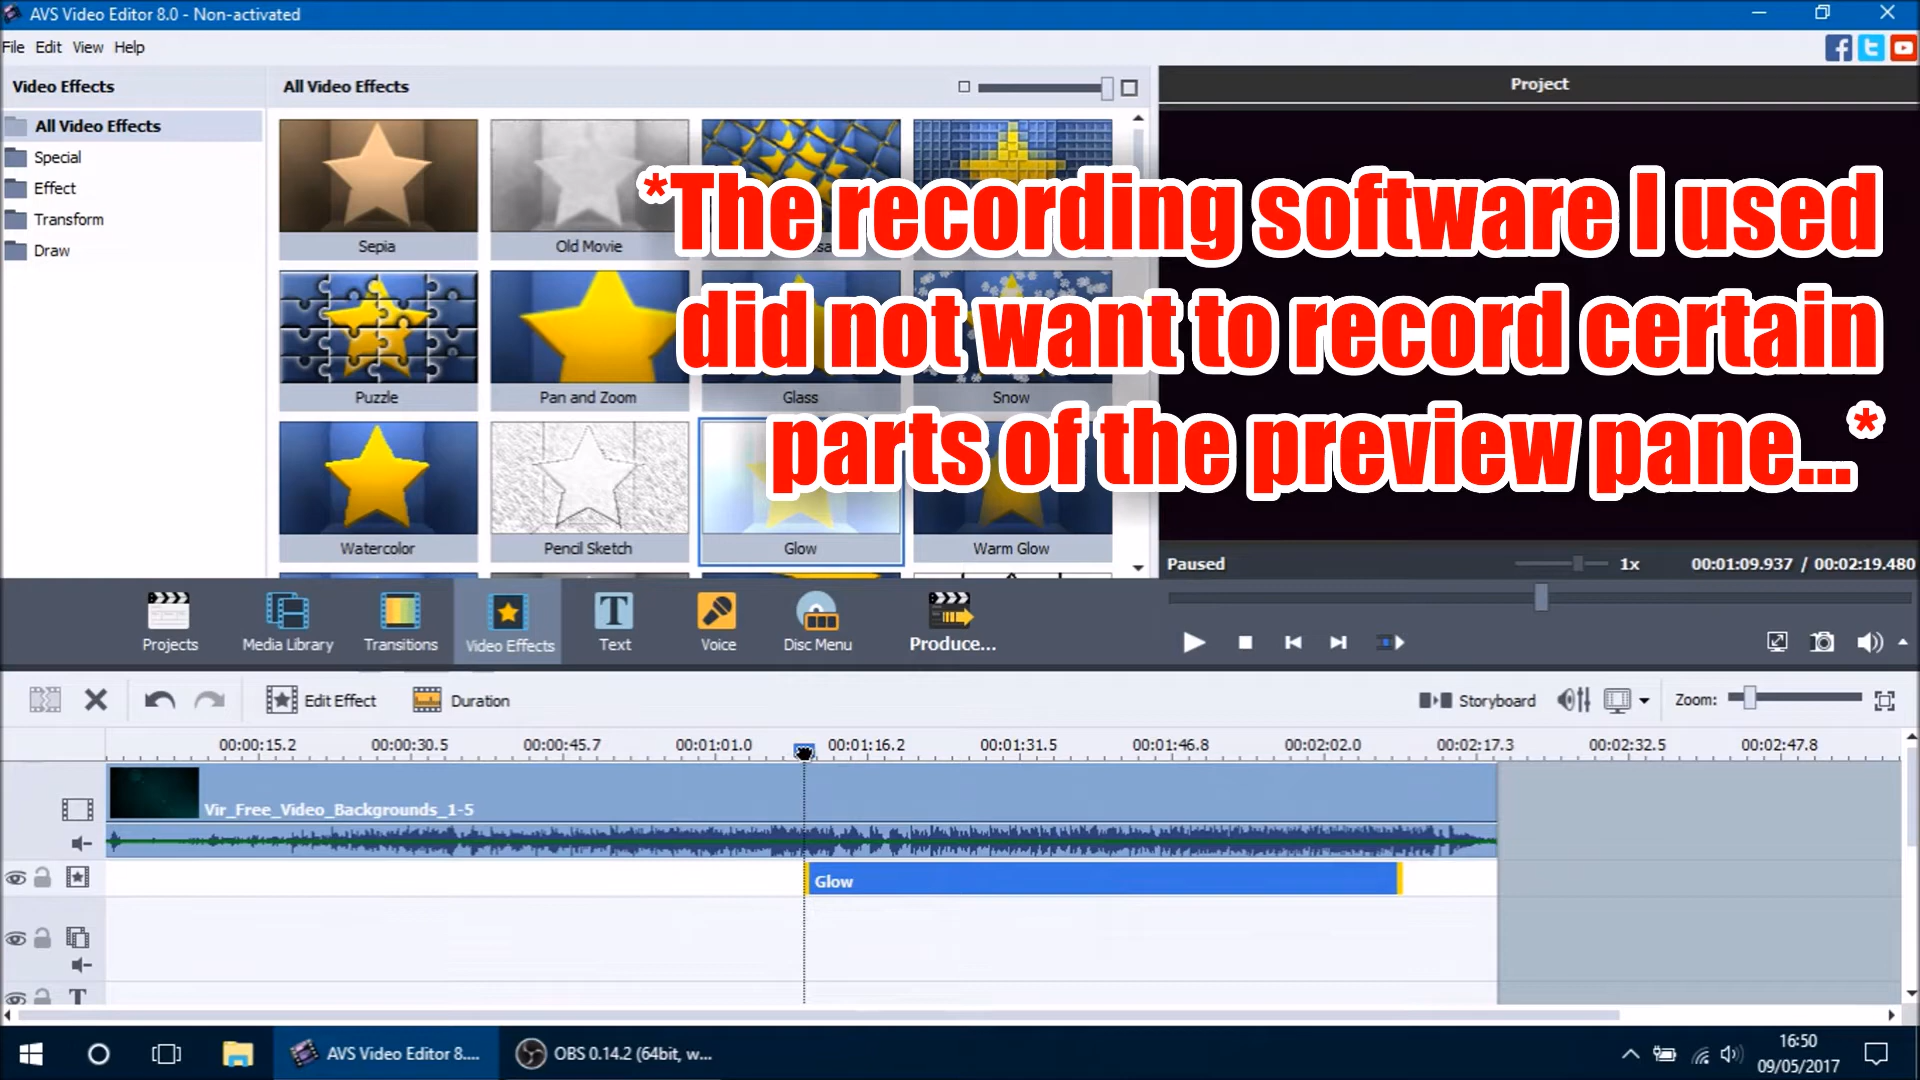 AVS Video Editor 8.0 - Non-activated
File Edit View Help
Video Effects
All Video Effects
Project
All Video Effects
Special
Effect
Transform
Draw
Sepia
Old Movie
*The recording software I used
did not want to record certain
parts of the preview pane...*
Puzzle
Pan and Zoom
Glass
Snow
Watercolor
Pencil Sketch
Glow
Warm Glow
Paused
1x
00:01:09.937 / 00:02:19.480
Projects
Media Library
Transitions
Video Effects
Text
Voice
Disc Menu
Produce...
Edit Effect
Duration
Storyboard
Zoom:
00:00:15.2 00:00:30.5 00:00:45.7 00:01:01.0 00:01:16.2 00:01:31.5 00:01:46.8 00:02:02.0 00:02:17.3 00:02:32.5 00:02:47.8
Vir_Free_Video_Backgrounds_1-5
Glow
T
AVS Video Editor 8....
OBS 0.14.2 (64bit, w...
16:50
09/05/2017